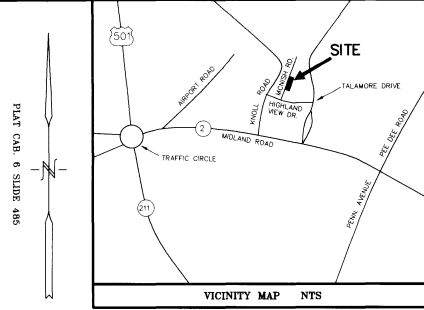 PLAT CAB. 6 SLIDE 485
N
501
AIRPORT ROAD
KNOLL ROAD
MONISH RD.
SITE
TALAMORE DRIVE
HIGHLAND
VIEW DR.
2
MIDLAND ROAD
TRAFFIC CIRCLE
PEE DEE ROAD
PENN. AVENUE
211
VICINITY MAP NTS